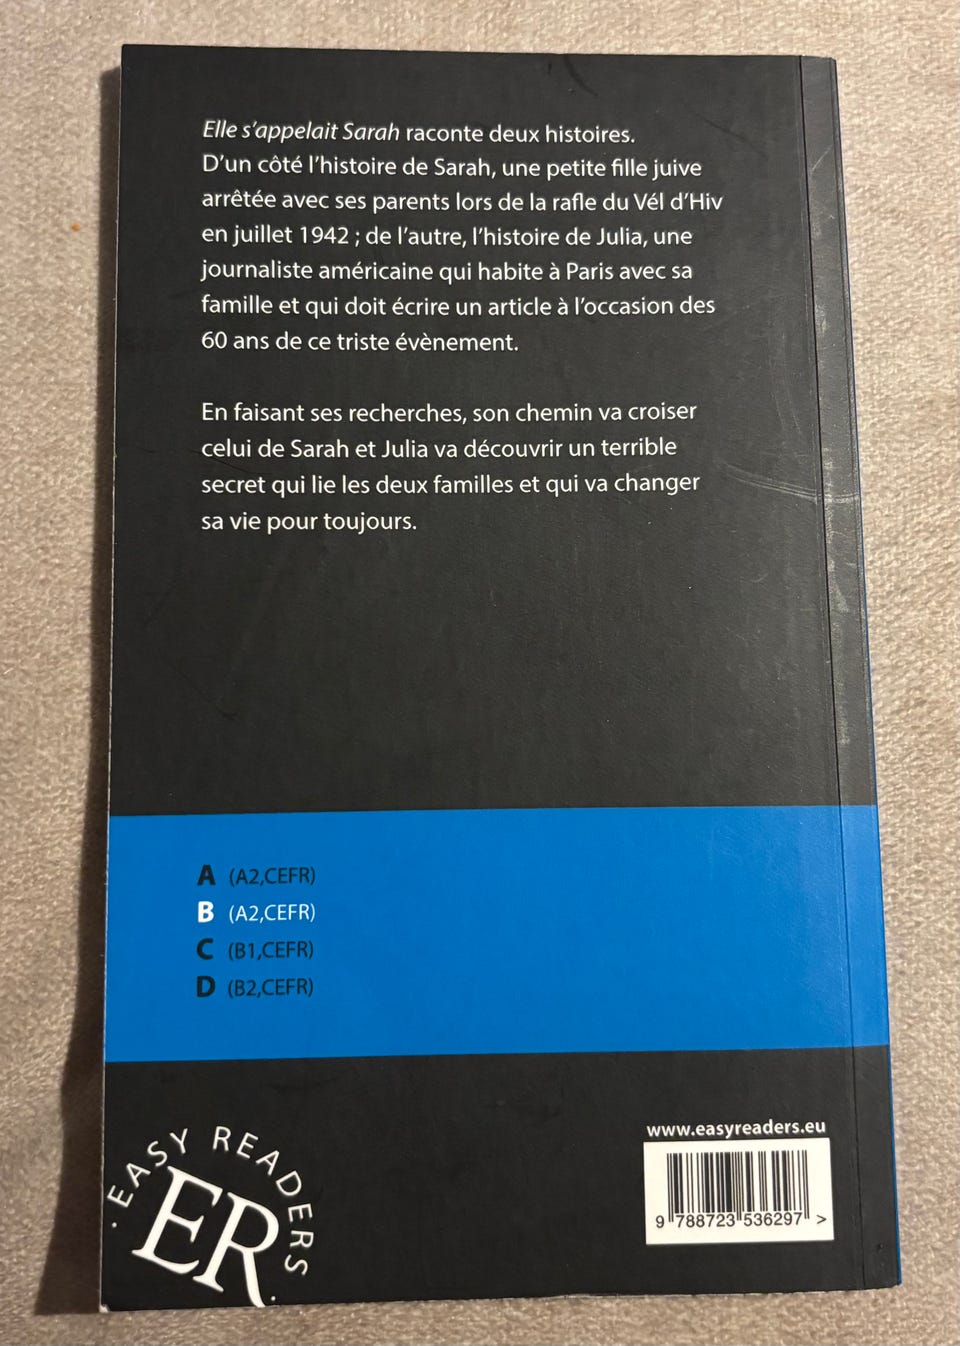 Elle s'appelait Sarah raconte deux histoires.
D'un côté l'histoire de Sarah, une petite fille juive
arrêtée avec ses parents lors de la rafle du Vél d'Hiv
en juillet 1942 ; de l'autre, l'histoire de Julia, une
journaliste américaine qui habite à Paris avec sa
famille et qui doit écrire un article à l'occasion des
60 ans de ce triste évènement.
En faisant ses recherches, son chemin va croiser
celui de Sarah et Julia va découvrir un terrible
secret qui lie les deux familles et qui va changer
sa vie pour toujours.
A (A2,CEFR)
B (A2,CEFR)
C (B1,CEFR)
D (B2,CEFR)
· EASY READERS ·
ER
www.easyreaders.eu
9 788723 536297 >